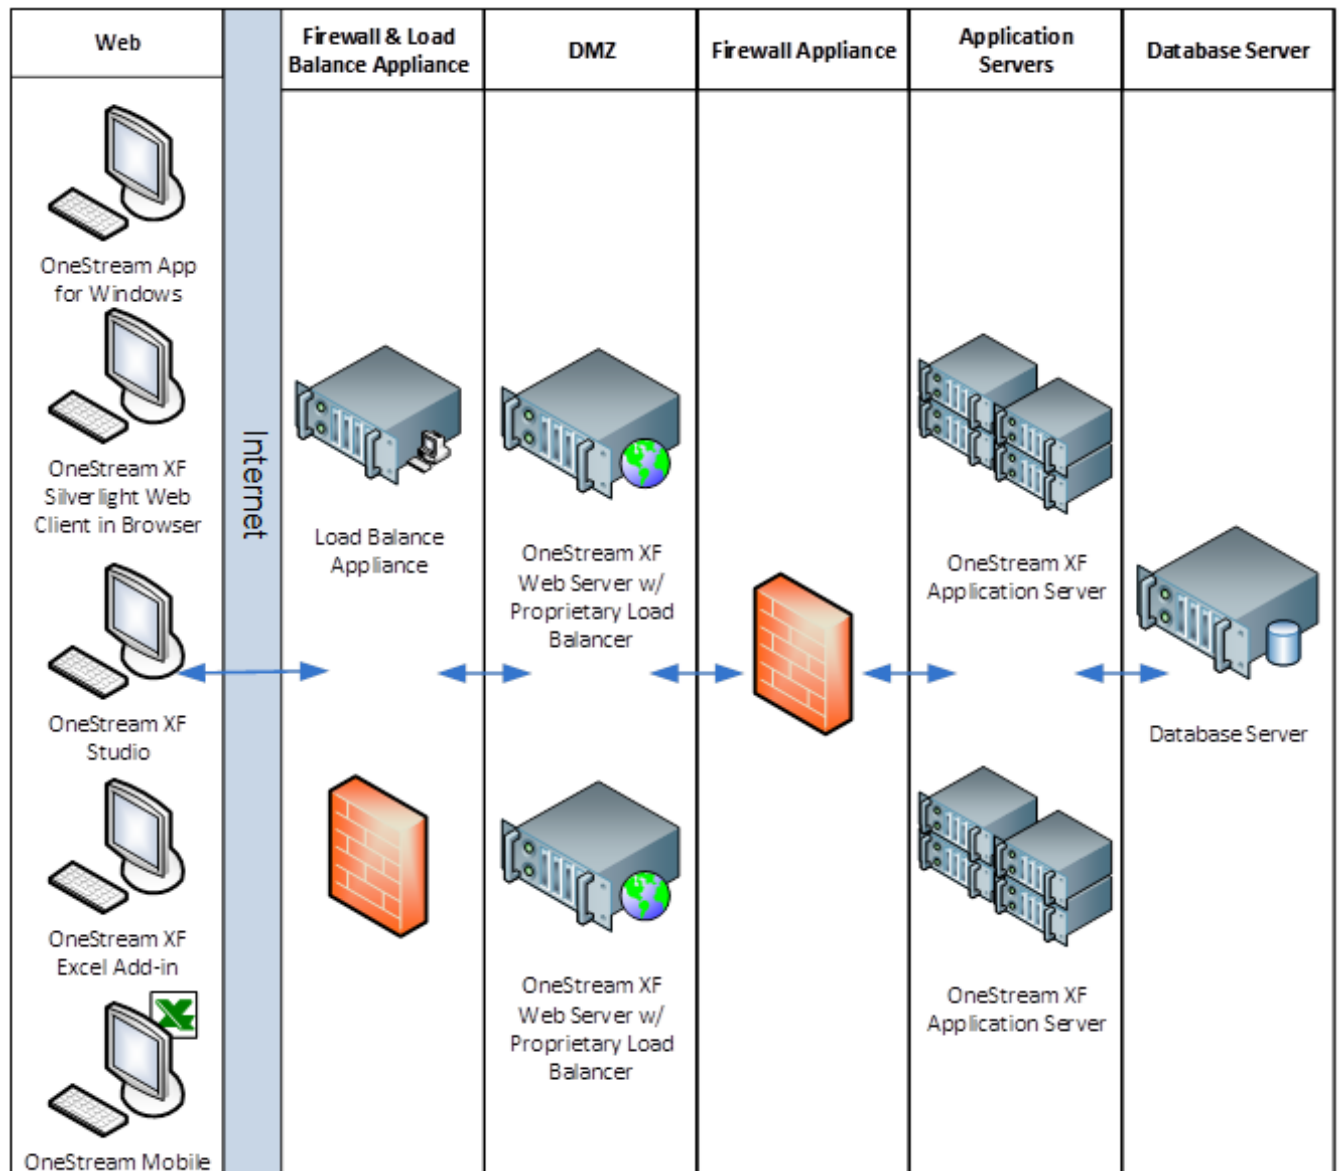 Web
Firewall & Load
Balance Appliance
DMZ
Firewall Appliance
Application
Servers
Database Server
OneStream App
for Windows
OneStream XF
Silverlight Web
Client in Browser
OneStream XF
Studio
OneStream XF
Excel Add-in
OneStream Mobile
Internet
Load Balance
Appliance
OneStream XF
Web Server w/
Proprietary Load
Balancer
OneStream XF
Web Server w/
Proprietary Load
Balancer
OneStream XF
Application Server
OneStream XF
Application Server
Database Server